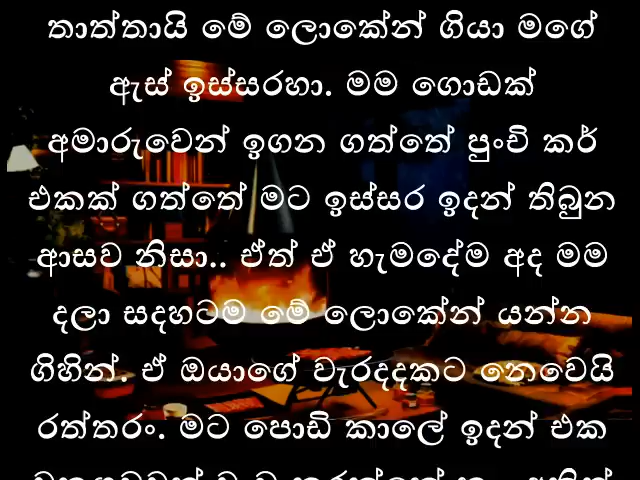 තාත්තායි මේ ලොකේන් ගියා මගේ
ඇස් ඉස්සරහා. මම ගොඩක්
අමාරුවෙන් ඉගන ගත්තේ පුංචි කර්
එකක් ගත්තේ මට ඉස්සර ඉදන් තිබුන
ආසව නිසා.. ඒත් ඒ හැමදේම අද මම
දලා සදහටම මේ ලොකේන් යන්න
ගිහින්. ඒ ඔයාගේ වැරදදකට නෙවෙයි
රත්තරං. මට පොඩි කාලේ ඉදන් එක